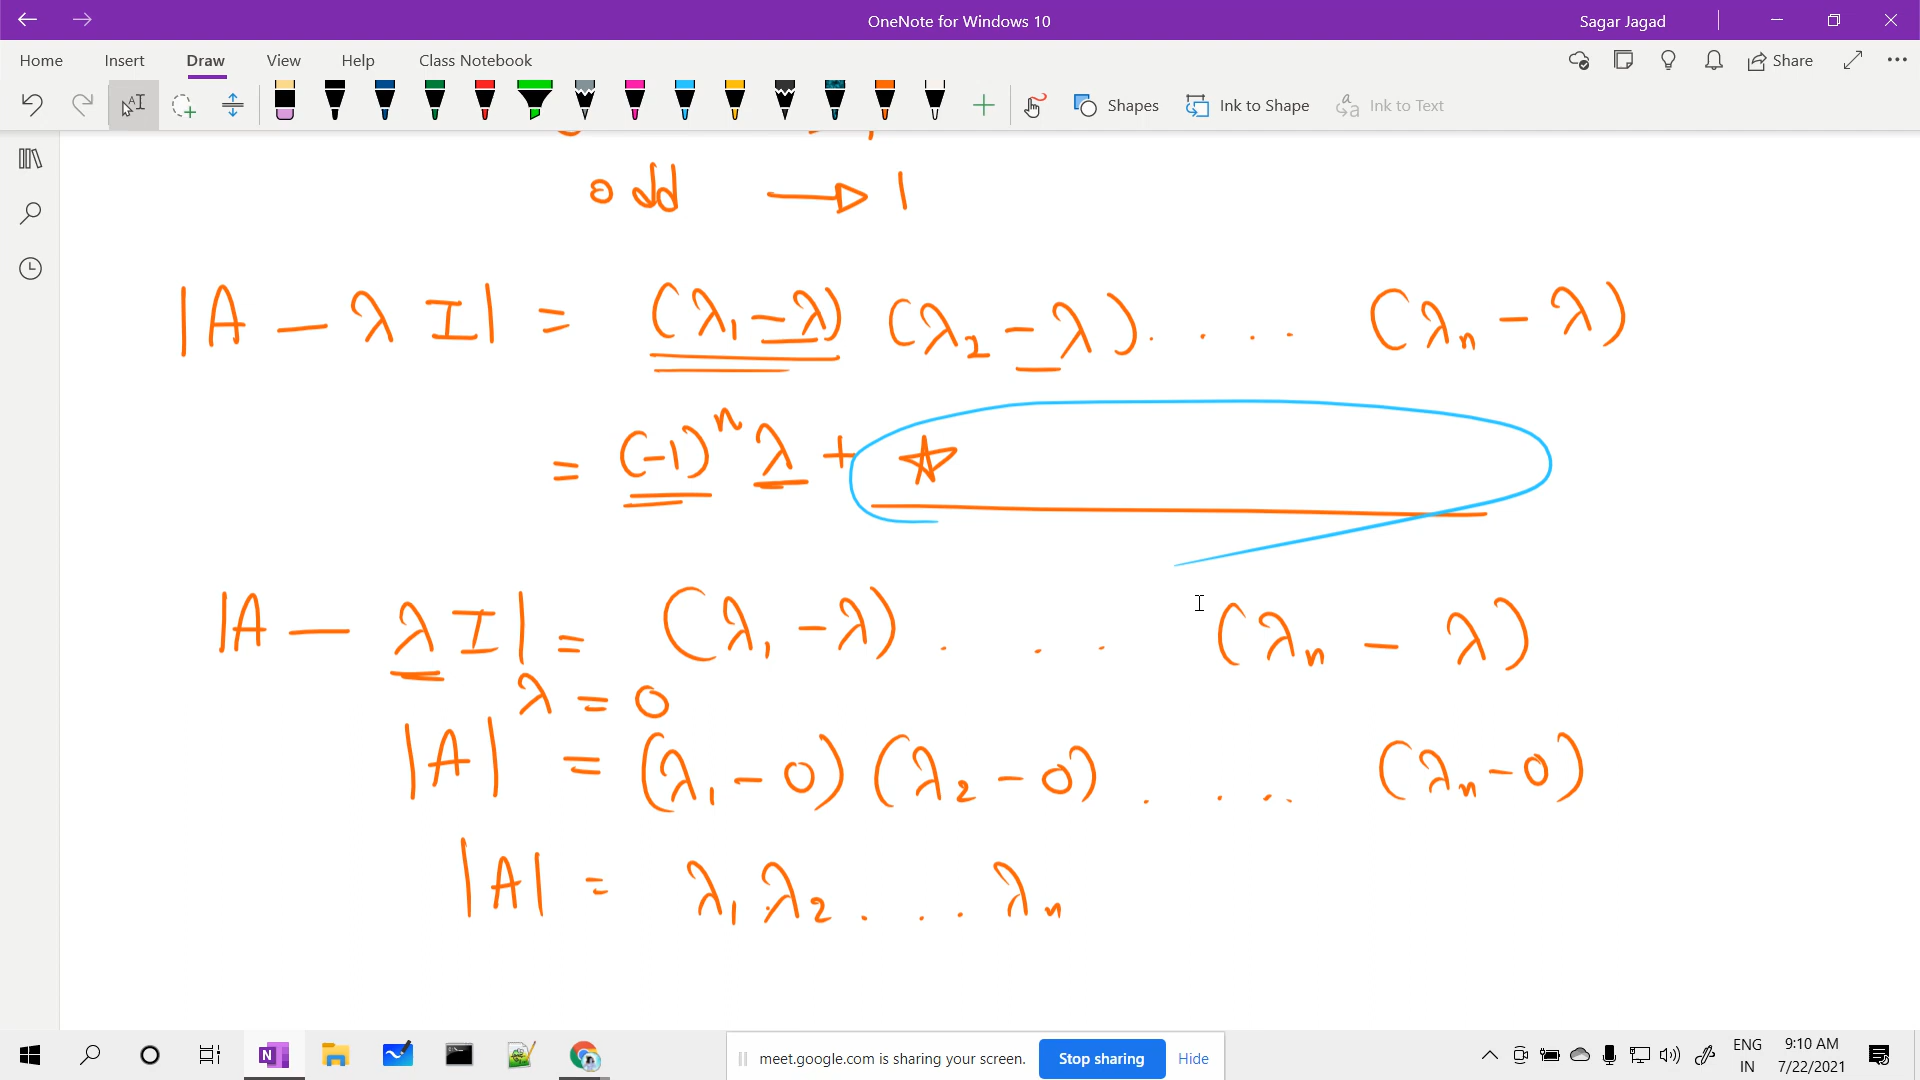 OneNote for Windows 10
Sagar Jagad
Home Insert Draw View Help Class Notebook
Share
Shapes Ink to Shape Ink to Text
odd → 1
|A - λ I| = (λ₁ - λ) (λ₂ - λ). . . . . (λₙ - λ)
= (-1)ⁿ λ + ☆
|A - λ I| = (λ₁ - λ) . . . (λₙ - λ)
λ = 0
|A| = (λ₁ - 0) (λ₂ - 0) . . . . (λₙ - 0)
|A| = λ₁ λ₂ . . . λₙ
meet.google.com is sharing your screen. Stop sharing Hide
ENG
IN
9:10 AM
7/22/2021